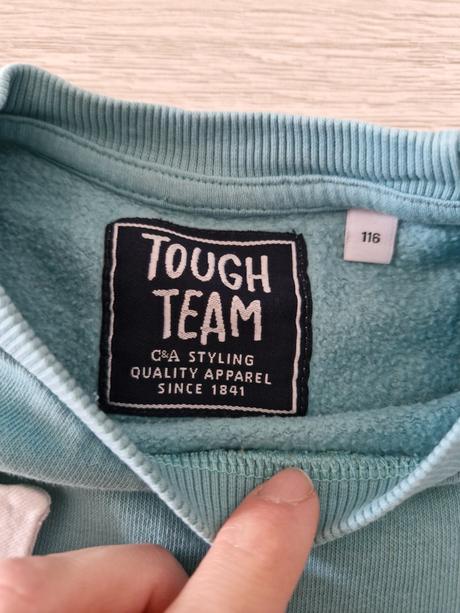 TOUGH
TEAM
C&A STYLING
QUALITY APPAREL
SINCE 1841
116